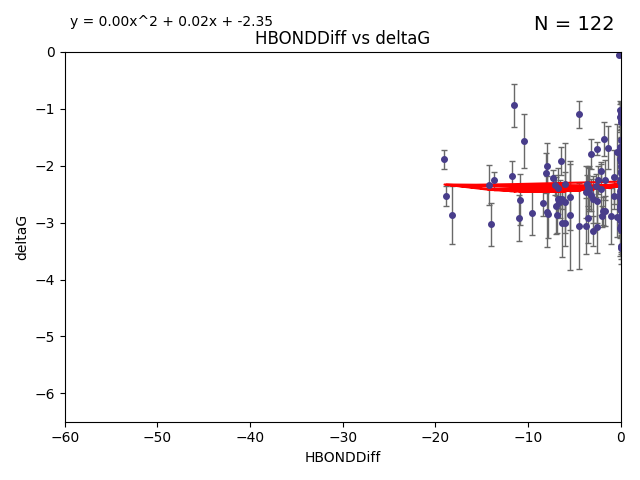 y = 0.00x^2 + 0.02x + -2.35
N = 122
HBONDDiff vs deltaG
deltaG
0
−1
−2
−3
−4
−5
−6
−60
−50
−40
−30
−20
−10
0
HBONDDiff